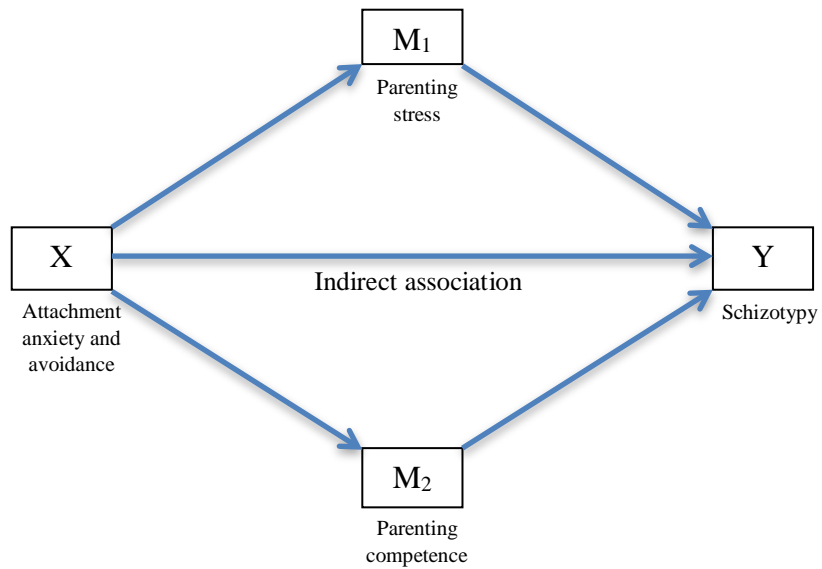 M₁
Parenting
stress
X
Y
Indirect association
Attachment
anxiety and
avoidance
Schizotypy
M₂
Parenting
competence